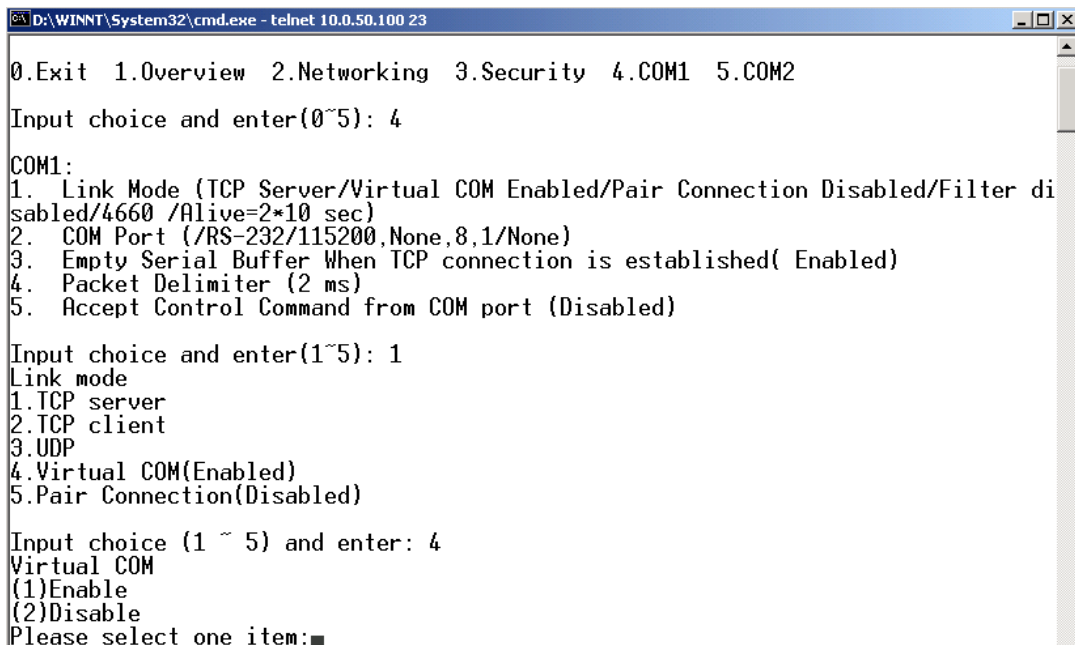 D:\WINNT\System32\cmd.exe - telnet 10.0.50.100 23
0.Exit 1.Overview 2.Networking 3.Security 4.COM1 5.COM2
Input choice and enter(0~5): 4
COM1:
1. Link Mode (TCP Server/Virtual COM Enabled/Pair Connection Disabled/Filter di
sabled/4660 /Alive=2*10 sec)
2. COM Port (/RS-232/115200,None,8,1/None)
3. Empty Serial Buffer When TCP connection is established( Enabled)
4. Packet Delimiter (2 ms)
5. Accept Control Command from COM port (Disabled)
Input choice and enter(1~5): 1
Link mode
1.TCP server
2.TCP client
3.UDP
4.Virtual COM(Enabled)
5.Pair Connection(Disabled)
Input choice (1 ~ 5) and enter: 4
Virtual COM
(1)Enable
(2)Disable
Please select one item: